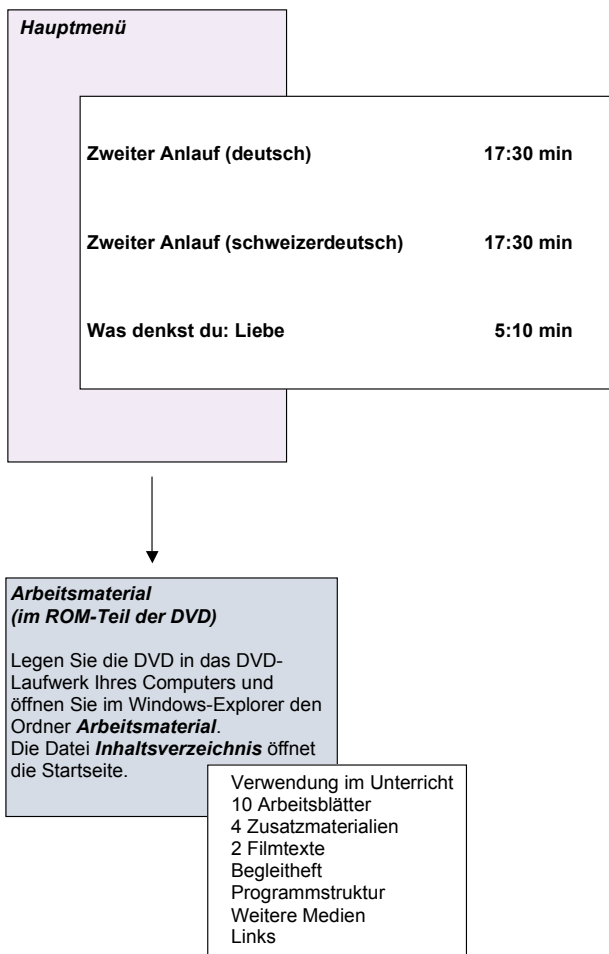 Hauptmenü
Zweiter Anlauf (deutsch) 17:30 min
Zweiter Anlauf (schweizerdeutsch) 17:30 min
Was denkst du: Liebe 5:10 min
Arbeitsmaterial
(im ROM-Teil der DVD)
Legen Sie die DVD in das DVD-
Laufwerk Ihres Computers und
öffnen Sie im Windows-Explorer den
Ordner Arbeitsmaterial.
Die Datei Inhaltsverzeichnis öffnet
die Startseite.
Verwendung im Unterricht
10 Arbeitsblätter
4 Zusatzmaterialien
2 Filmtexte
Begleitheft
Programmstruktur
Weitere Medien
Links